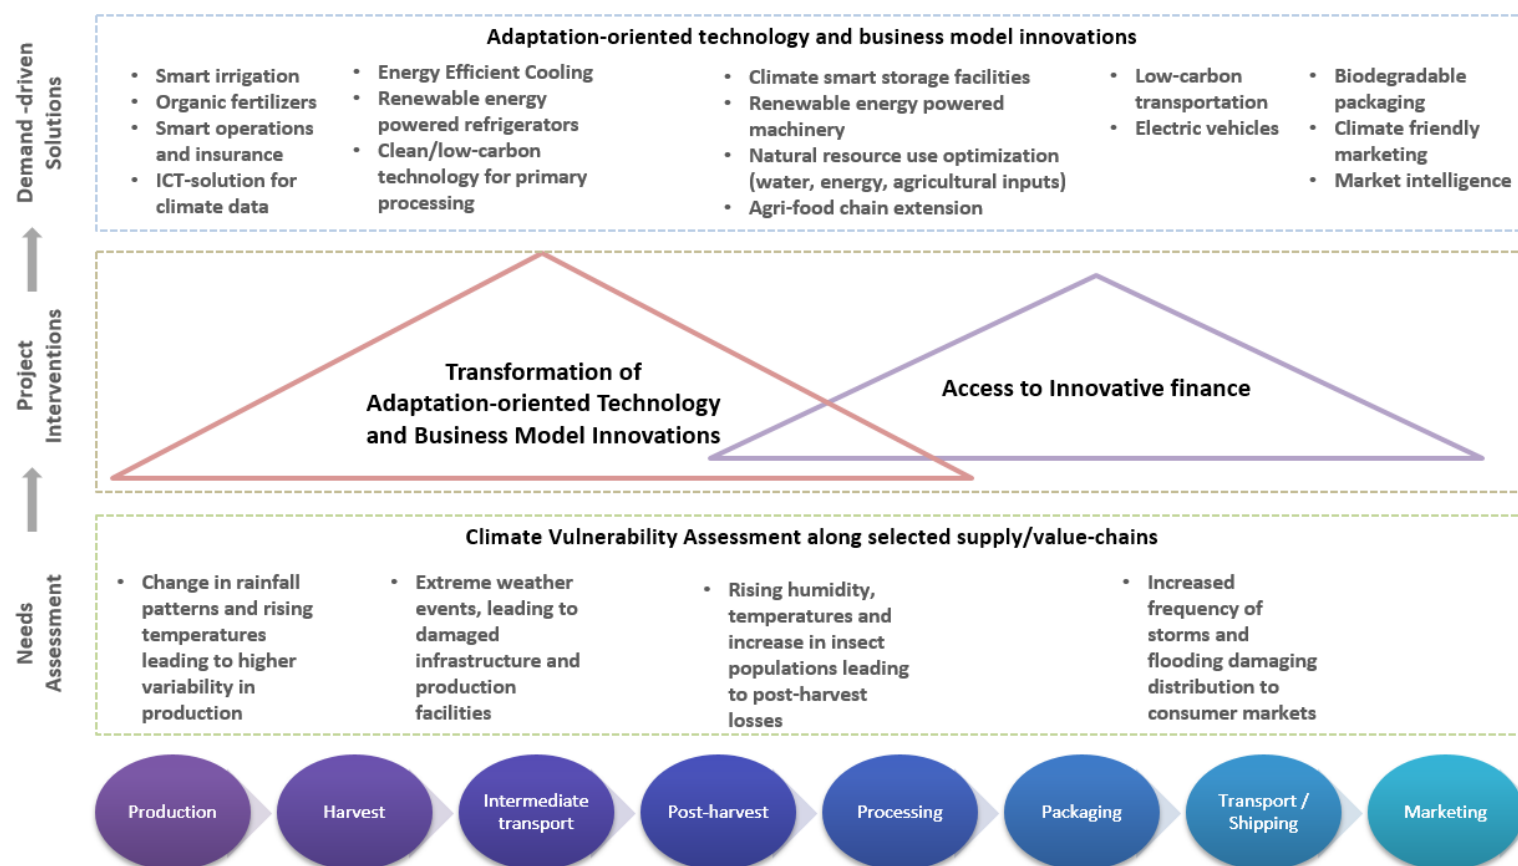 Demand -driven
Solutions
Adaptation-oriented technology and business model innovations
• Smart irrigation
• Organic fertilizers
• Smart operations
and insurance
• ICT-solution for
climate data
• Energy Efficient Cooling
• Renewable energy
powered refrigerators
• Clean/low-carbon
technology for primary
processing
• Climate smart storage facilities
• Renewable energy powered
machinery
• Natural resource use optimization
(water, energy, agricultural inputs)
• Agri-food chain extension
• Low-carbon
transportation
• Electric vehicles
• Biodegradable
packaging
• Climate friendly
marketing
• Market intelligence
Project
Interventions
Transformation of
Adaptation-oriented Technology
and Business Model Innovations
Access to Innovative finance
Needs
Assessment
Climate Vulnerability Assessment along selected supply/value-chains
• Change in rainfall
patterns and rising
temperatures
leading to higher
variability in
production
• Extreme weather
events, leading to
damaged
infrastructure and
production
facilities
• Rising humidity,
temperatures and
increase in insect
populations leading
to post-harvest
losses
• Increased
frequency of
storms and
flooding damaging
distribution to
consumer markets
Production
Harvest
Intermediate
transport
Post-harvest
Processing
Packaging
Transport /
Shipping
Marketing